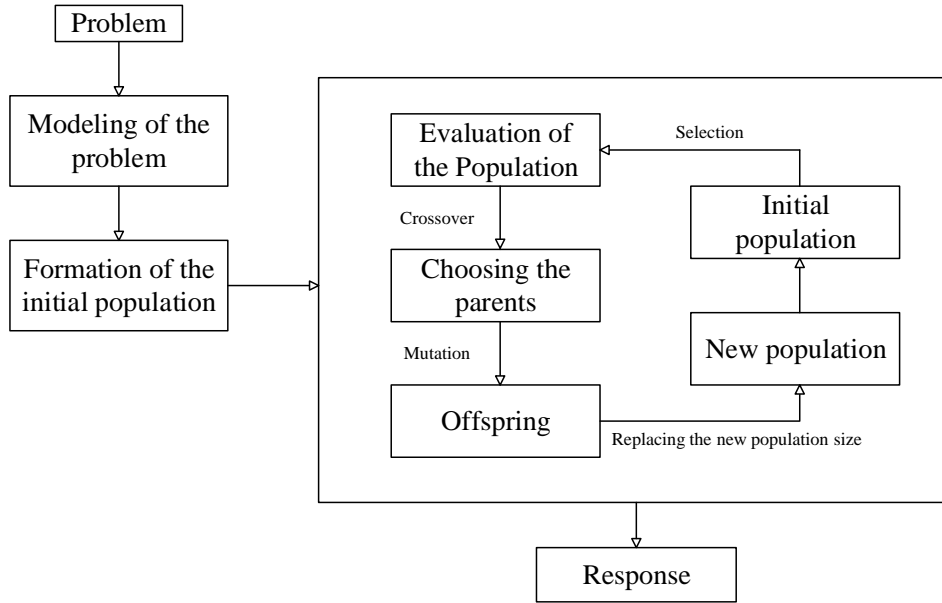 Problem
Modeling of the
problem
Formation of the
initial population
Evaluation of
the Population
Selection
Crossover
Initial
population
Choosing the
parents
Mutation
New population
Offspring
Replacing the new population size
Response